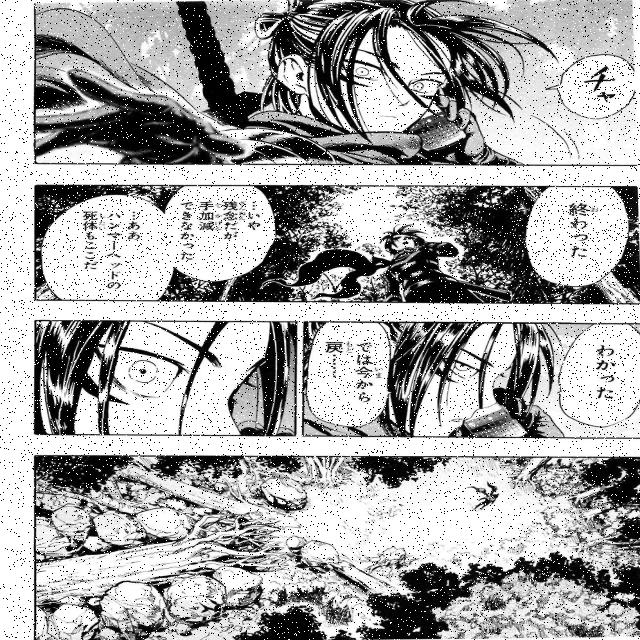 チャ
終わった
…いや
残念だが
手加減
できなかった
…ああ
ハンマーヘッドの
死体もここだ
わかった
では今から
戻……